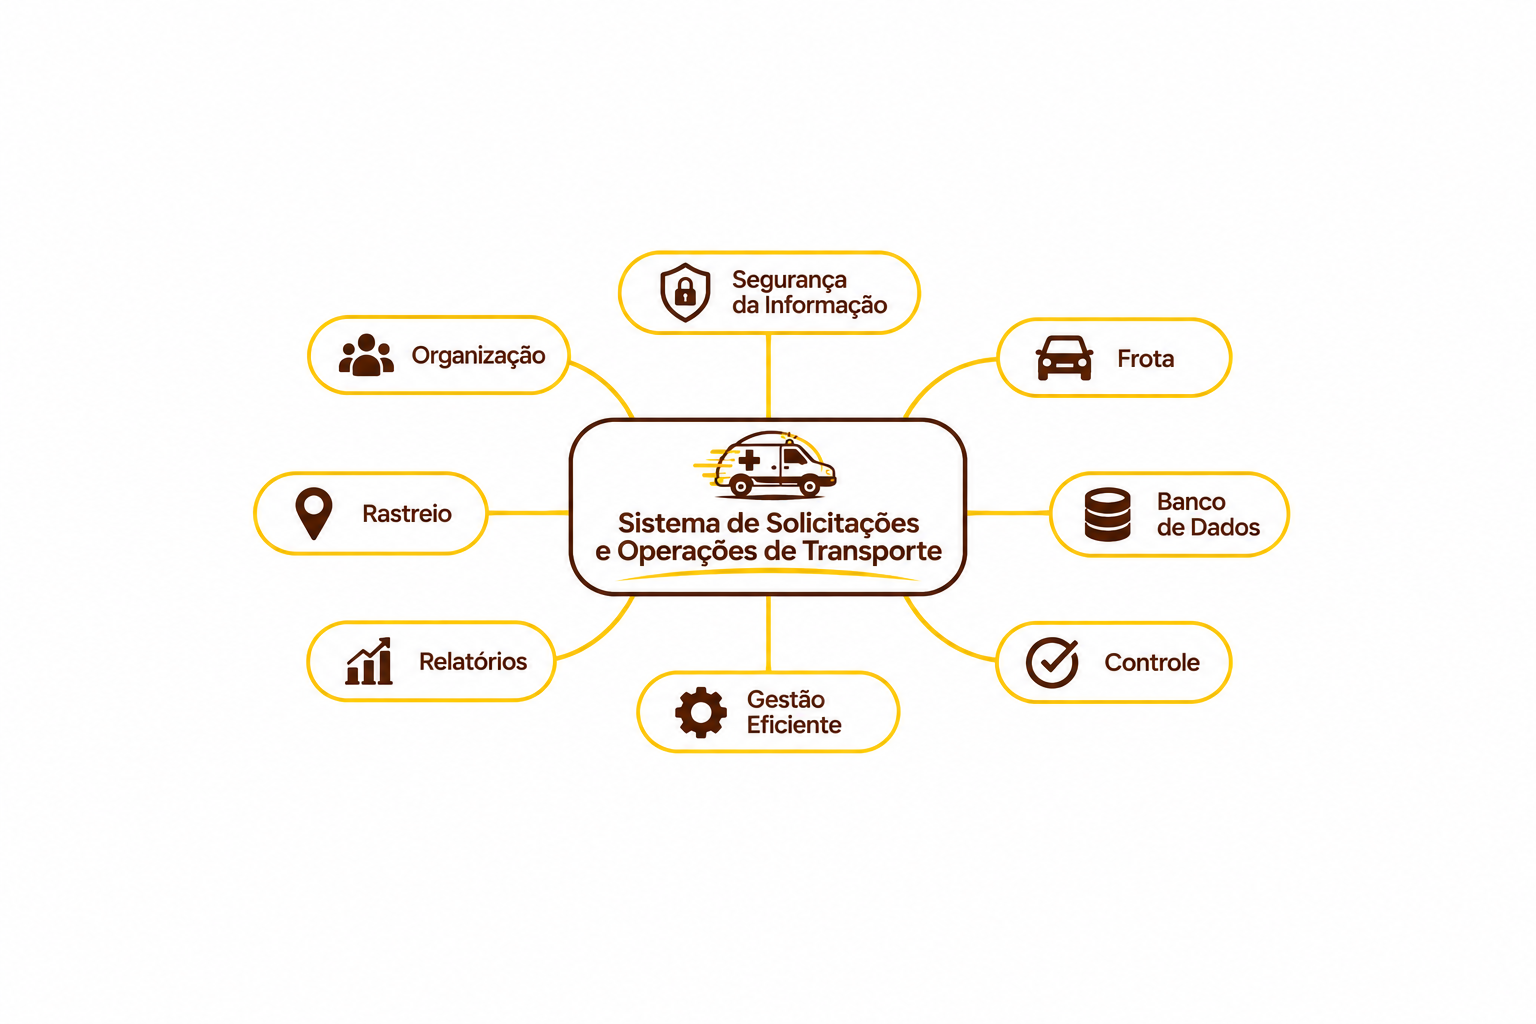 Segurança
da Informação
Organização
Frota
Rastreio
Sistema de Solicitações
e Operações de Transporte
Banco
de Dados
Relatórios
Controle
Gestão
Eficiente